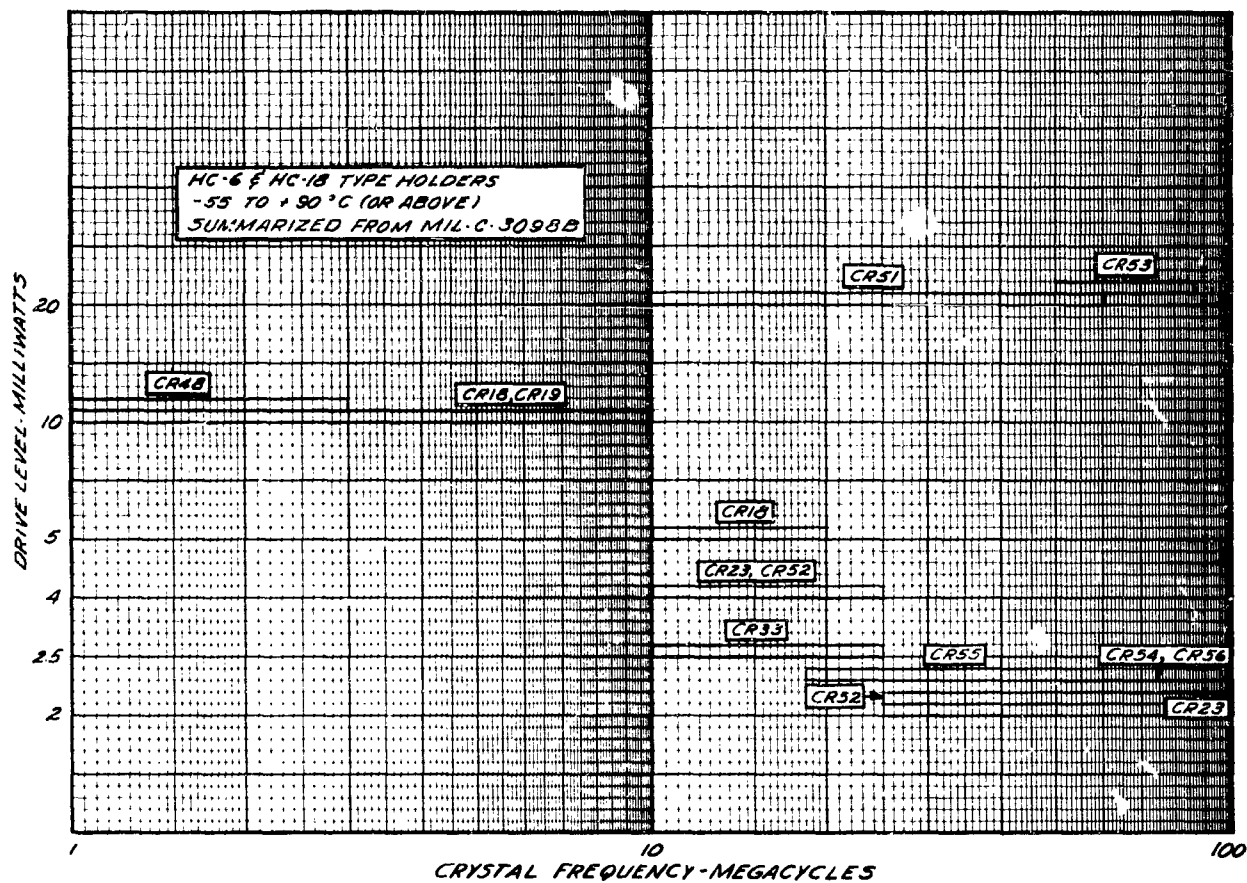 HC-6 & HC-18 TYPE HOLDERS
-55 TO +90°C (OR ABOVE)
SUMMARIZED FROM MIL-C-3098B
CR53
CR51
20
CR48
CR18, CR19
10
CR18
5
CR23, CR52
4
CR33
2.5
CR55
CR54, CR56
CR52
CR23
2
DRIVE LEVEL MILLIWATTS
1
10
100
CRYSTAL FREQUENCY-MEGACYCLES